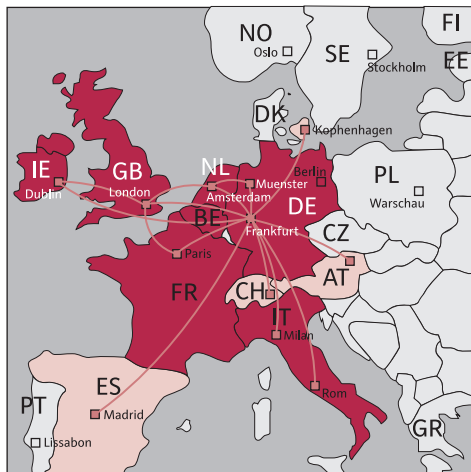 NO
Oslo
SE
Stockholm
FI
EE
DK
Kophenhagen
IE
Dublin
GB
London
NL
Amsterdam
Muenster
Berlin
PL
Warschau
BE
DE
Frankfurt
CZ
Paris
FR
CH
AT
IT
Milan
Rom
ES
Madrid
PT
Lissabon
GR